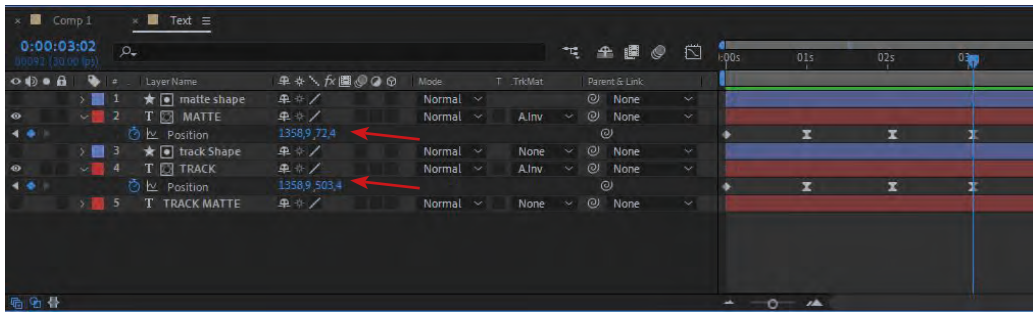 Comp 1 Text
0:00:03:02
00092 (30.00 fps)
:00s 01s 02s 03s
# Layer Name Mode T .TrkMat Parent & Link
1 matte shape Normal None
2 T MATTE Normal A.Inv None
Position 1358,9,72,4
3 track Shape Normal None None
4 T TRACK Normal A.Inv None
Position 1358,9,503,4
5 T TRACK MATTE Normal None None